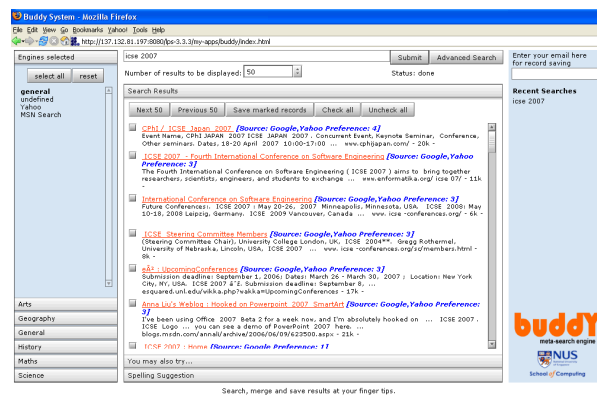 Buddy System - Mozilla Firefox
File Edit View Go Bookmarks Yahoo! Tools Help
http://137.132.81.197:8080/lps-3.3.3/my-apps/buddy/index.html
Engines selected
select all reset
general
undefined
Yahoo
MSN Search
Arts
Geography
General
History
Maths
Science
icse 2007 Submit Advanced Search
Number of results to be displayed: 50 Status: done
Search Results
Next 50 Previous 50 Save marked records Check all Uncheck all
CPhI / ICSE Japan 2007 [Source: Google,Yahoo Preference: 4]
Event Name, CPHI JAPAN 2007 ICSE JAPAN 2007 . Concurrent Event, Keynote Seminar, Conference,
Other seminars. Dates, 18-20 April 2007 10:00-17:00 ... www.cphijapan.com/ - 20k -
ICSE 2007 - Fourth International Conference on Software Engineering [Source: Google,Yahoo
Preference: 3]
The Fourth International Conference on Software Engineering ( ICSE 2007 ) aims to bring together
researchers, scientists, engineers, and students to exchange ... www.enformatika.org/ icse 07/ - 11k
-
International Conference on Software Engineering [Source: Google,Yahoo Preference: 3]
Future Conferences:. ICSE 2007 : May 20-26, 2007 Minneapolis, Minnesota, USA. ICSE 2008: May
10-18, 2008 Leipzig, Germany. ICSE 2009 Vancouver, Canada ... www. icse -conferences.org/ - 6k -
ICSE Steering Committee Members [Source: Google,Yahoo Preference: 3]
(Steering Committee Chair), University College London, UK, ICSE 2004**. Gregg Rothermel,
University of Nebraska, Lincoln, USA, ICSE 2007 ... www. icse -conferences.org/sc/members.html -
8k -
: UpcomingConferences [Source: Google,Yahoo Preference: 3]
Submission deadline: September 1, 2006; Dates: March 26 - March 30, 2007 ; Location: New York
City, NY, USA. ICSE 2007 . Submission deadline: September 8, ...
esquared.unl.edu/wikka.php?wakka=UpcomingConferences - 17k -
Anna Liu's Weblog : Hooked on Powerpoint 2007 SmartArt [Source: Google,Yahoo Preference:
3]
I've been using Office 2007 Beta 2 for a week now, and I'm absolutely hooked on ... ICSE 2007 .
ICSE Logo ... you can see a demo of PowerPoint 2007 here. ...
blogs.msdn.com/annali/archive/2006/06/09/623500.aspx - 21k -
ICSE 2007 : Home [Source: Google,Yahoo Preference: 1]
You may also try...
Spelling Suggestion
Enter your email here
for record saving
Recent Searches
icse 2007
buddy
meta-search engine
NUS
School of Computing
Search, merge and save results at your finger tips.